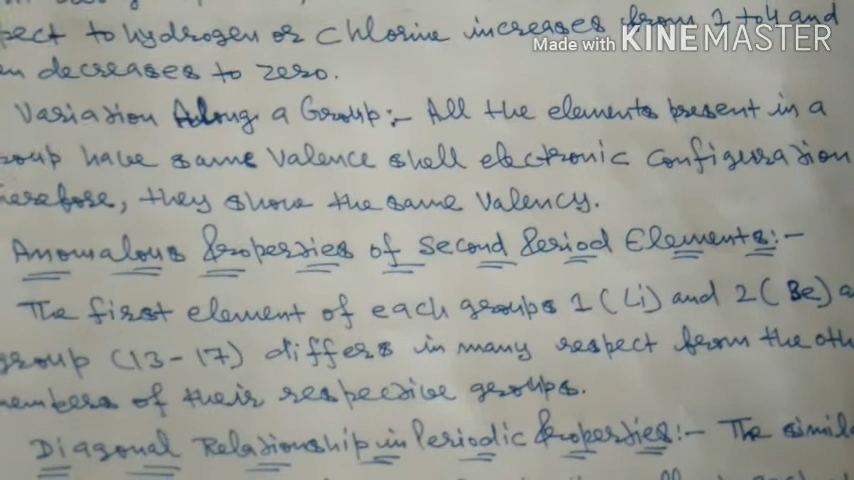 pect to hydrogen or chlorine increases from 1 to 4 and
Made with KINEMASTER
en decreases to zero.
Variation Along a Group:- All the elements present in a
roup have same valence shell electronic configuration
herefore, they show the same valency.
Anomalous Properties of Second Period Elements:-
The first element of each groups 1 (Li) and 2 (Be) a
group (13-17) differs in many respect from the oth
members of their respective groups.
Diagonal Relationship in Periodic Properties:- The simil